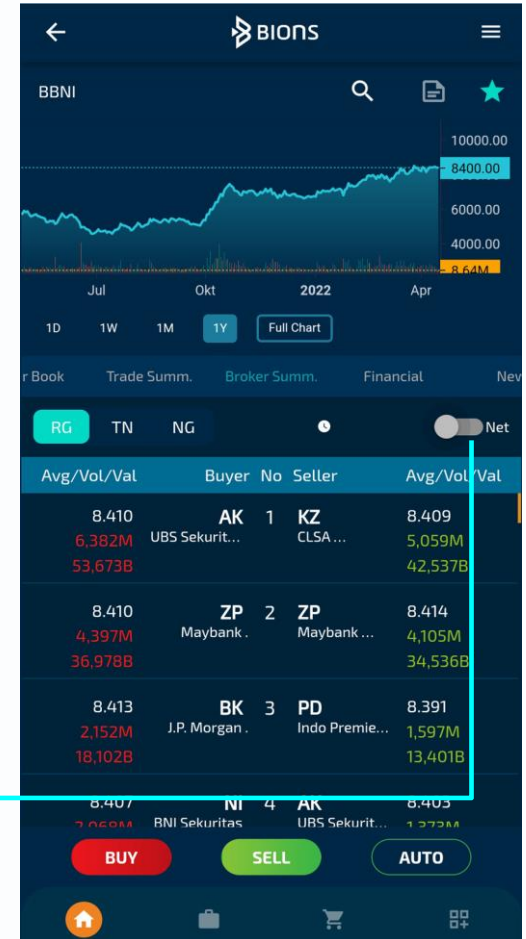 BIONS
BBNI
10000.00
8400.00
6000.00
4000.00
8.64M
Jul Okt 2022 Apr
1D 1W 1M 1Y Full Chart
r Book Trade Summ. Broker Summ. Financial Nev
RG TN NG Net
Avg/Vol/Val Buyer No Seller Avg/Vol/Val
8.410 AK 1 KZ 8.409
6,382M UBS Sekurit... CLSA ... 5,059M
53,673B 42,537B
8.410 ZP 2 ZP 8.414
4,397M Maybank . Maybank ... 4,105M
36,978B 34,536B
8.413 BK 3 PD 8.391
2,152M J.P. Morgan . Indo Premie... 1,597M
18,102B 13,401B
8.407 NI 4 AK 8.403
2,068M BNI Sekuritas UBS Sekurit... 1,373M
BUY SELL AUTO